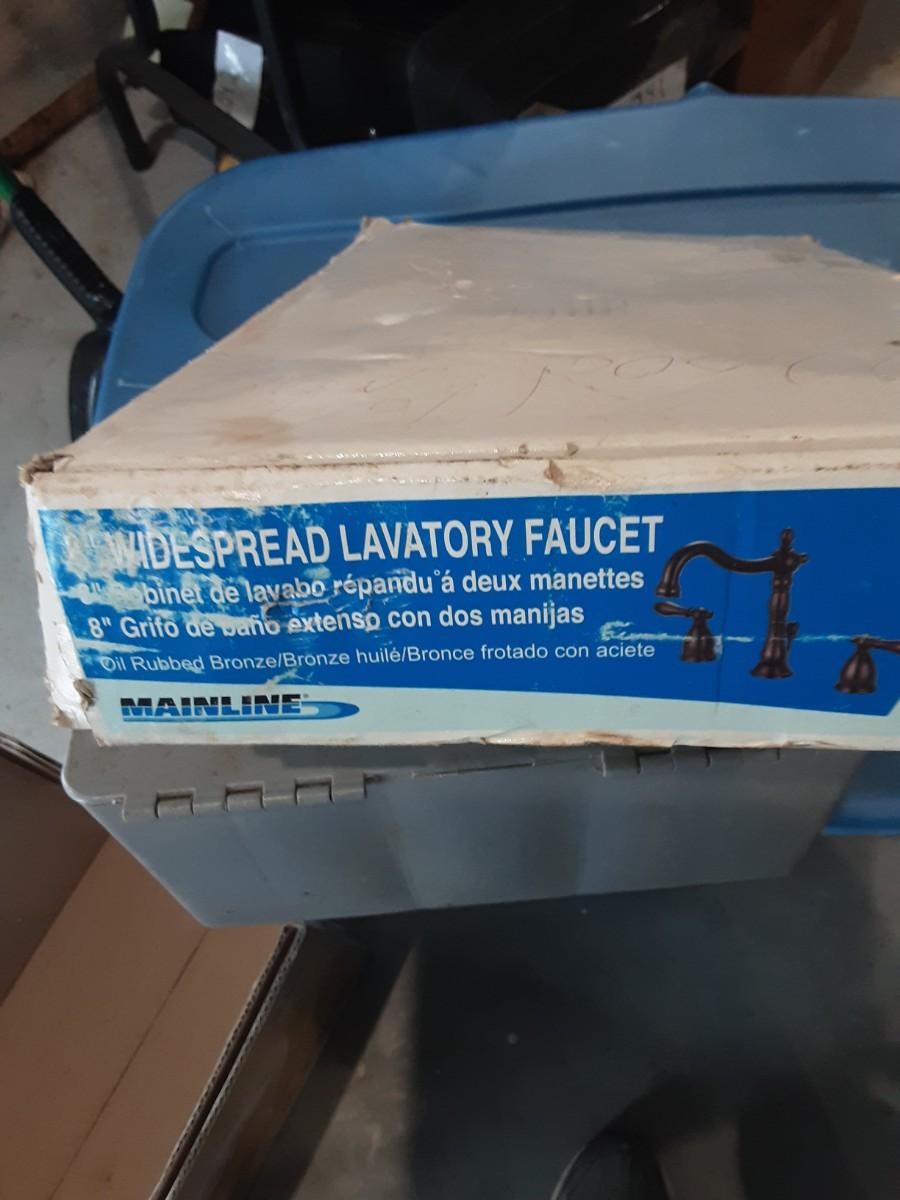 WIDESPREAD LAVATORY FAUCET
binet de lavabo répandu á deux manettes
8" Grifo de baño extenso con dos manijas
Oil Rubbed Bronze/Bronze huilé/Bronce frotado con aciete
MAINLINE